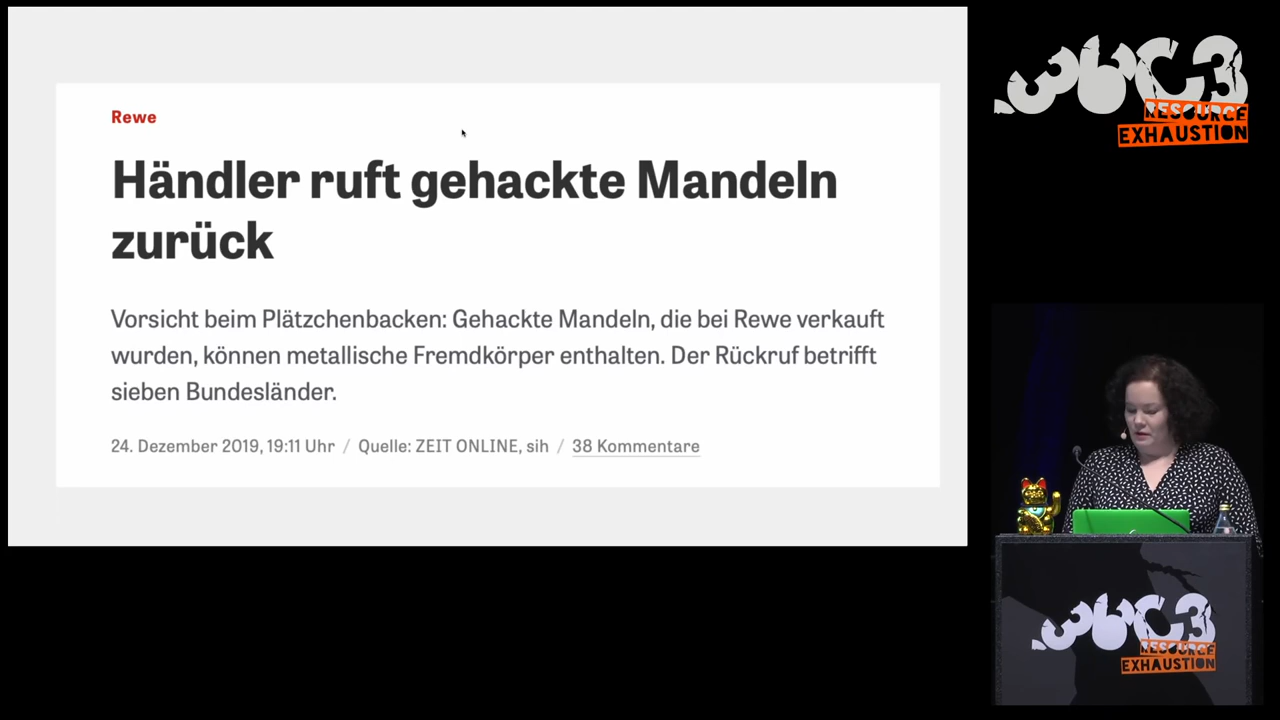 Rewe
Händler ruft gehackte Mandeln
zurück
Vorsicht beim Plätzchenbacken: Gehackte Mandeln, die bei Rewe verkauft
wurden, können metallische Fremdkörper enthalten. Der Rückruf betrifft
sieben Bundesländer.
24. Dezember 2019, 19:11 Uhr / Quelle: ZEIT ONLINE, sih / 38 Kommentare
36C3
RESOURCE
EXHAUSTION
36C3
RESOURCE
EXHAUSTION